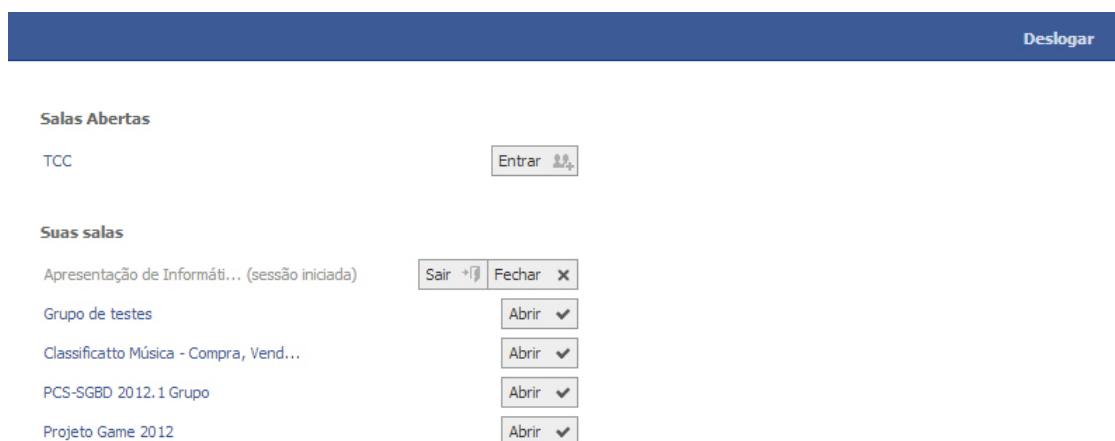 Deslogar
Salas Abertas
TCC Entrar
Suas salas
Apresentação de Informáti... (sessão iniciada) Sair Fechar
Grupo de testes Abrir
Classificatto Música - Compra, Vend... Abrir
PCS-SGBD 2012.1 Grupo Abrir
Projeto Game 2012 Abrir